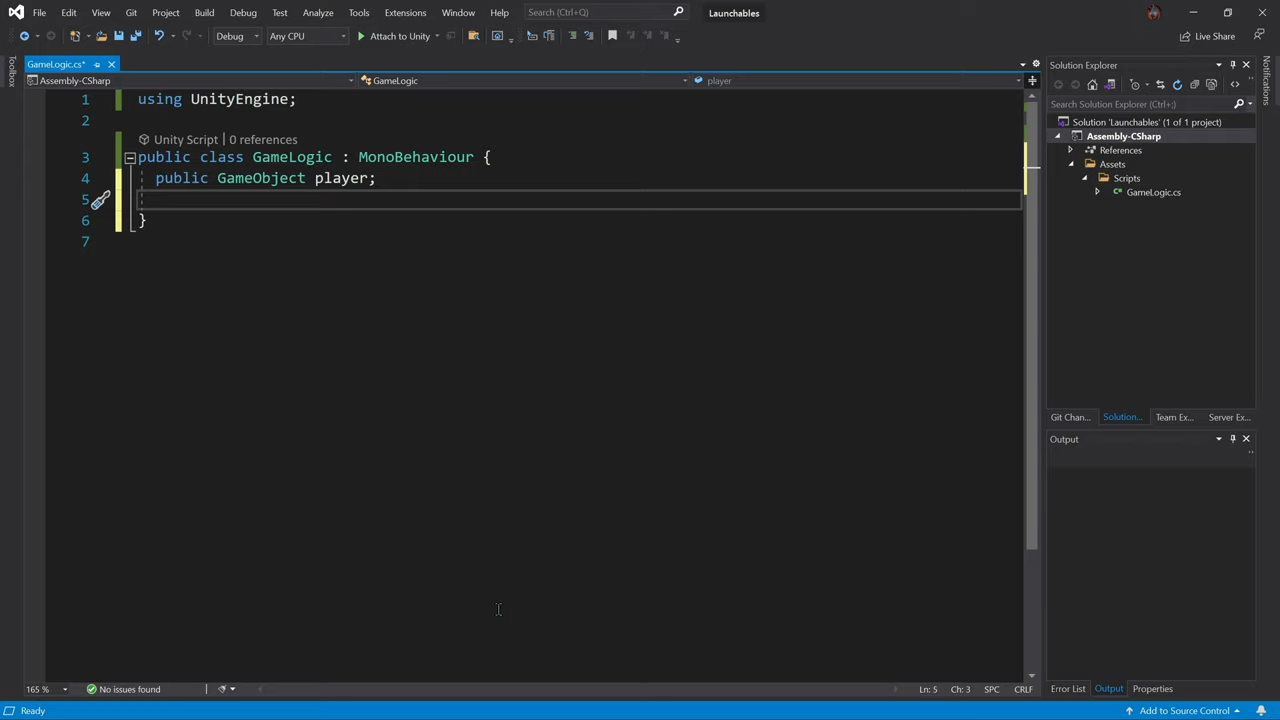 File Edit View Git Project Build Debug Test Analyze Tools Extensions Window Help Search (Ctrl+Q) Launchables
Debug Any CPU Attach to Unity Live Share
Toolbox
GameLogic.cs*
Assembly-CSharp GameLogic player
1 using UnityEngine;
2
Unity Script | 0 references
3 public class GameLogic : MonoBehaviour {
4 public GameObject player;
5
6 }
7
165 % No issues found Ln: 5 Ch: 3 SPC CRLF
Solution Explorer
Search Solution Explorer (Ctrl+;)
Solution 'Launchables' (1 of 1 project)
Assembly-CSharp
References
Assets
Scripts
GameLogic.cs
Git Chan... Solution... Team Ex... Server Ex...
Output
Error List Output Properties
Notifications
Ready Add to Source Control